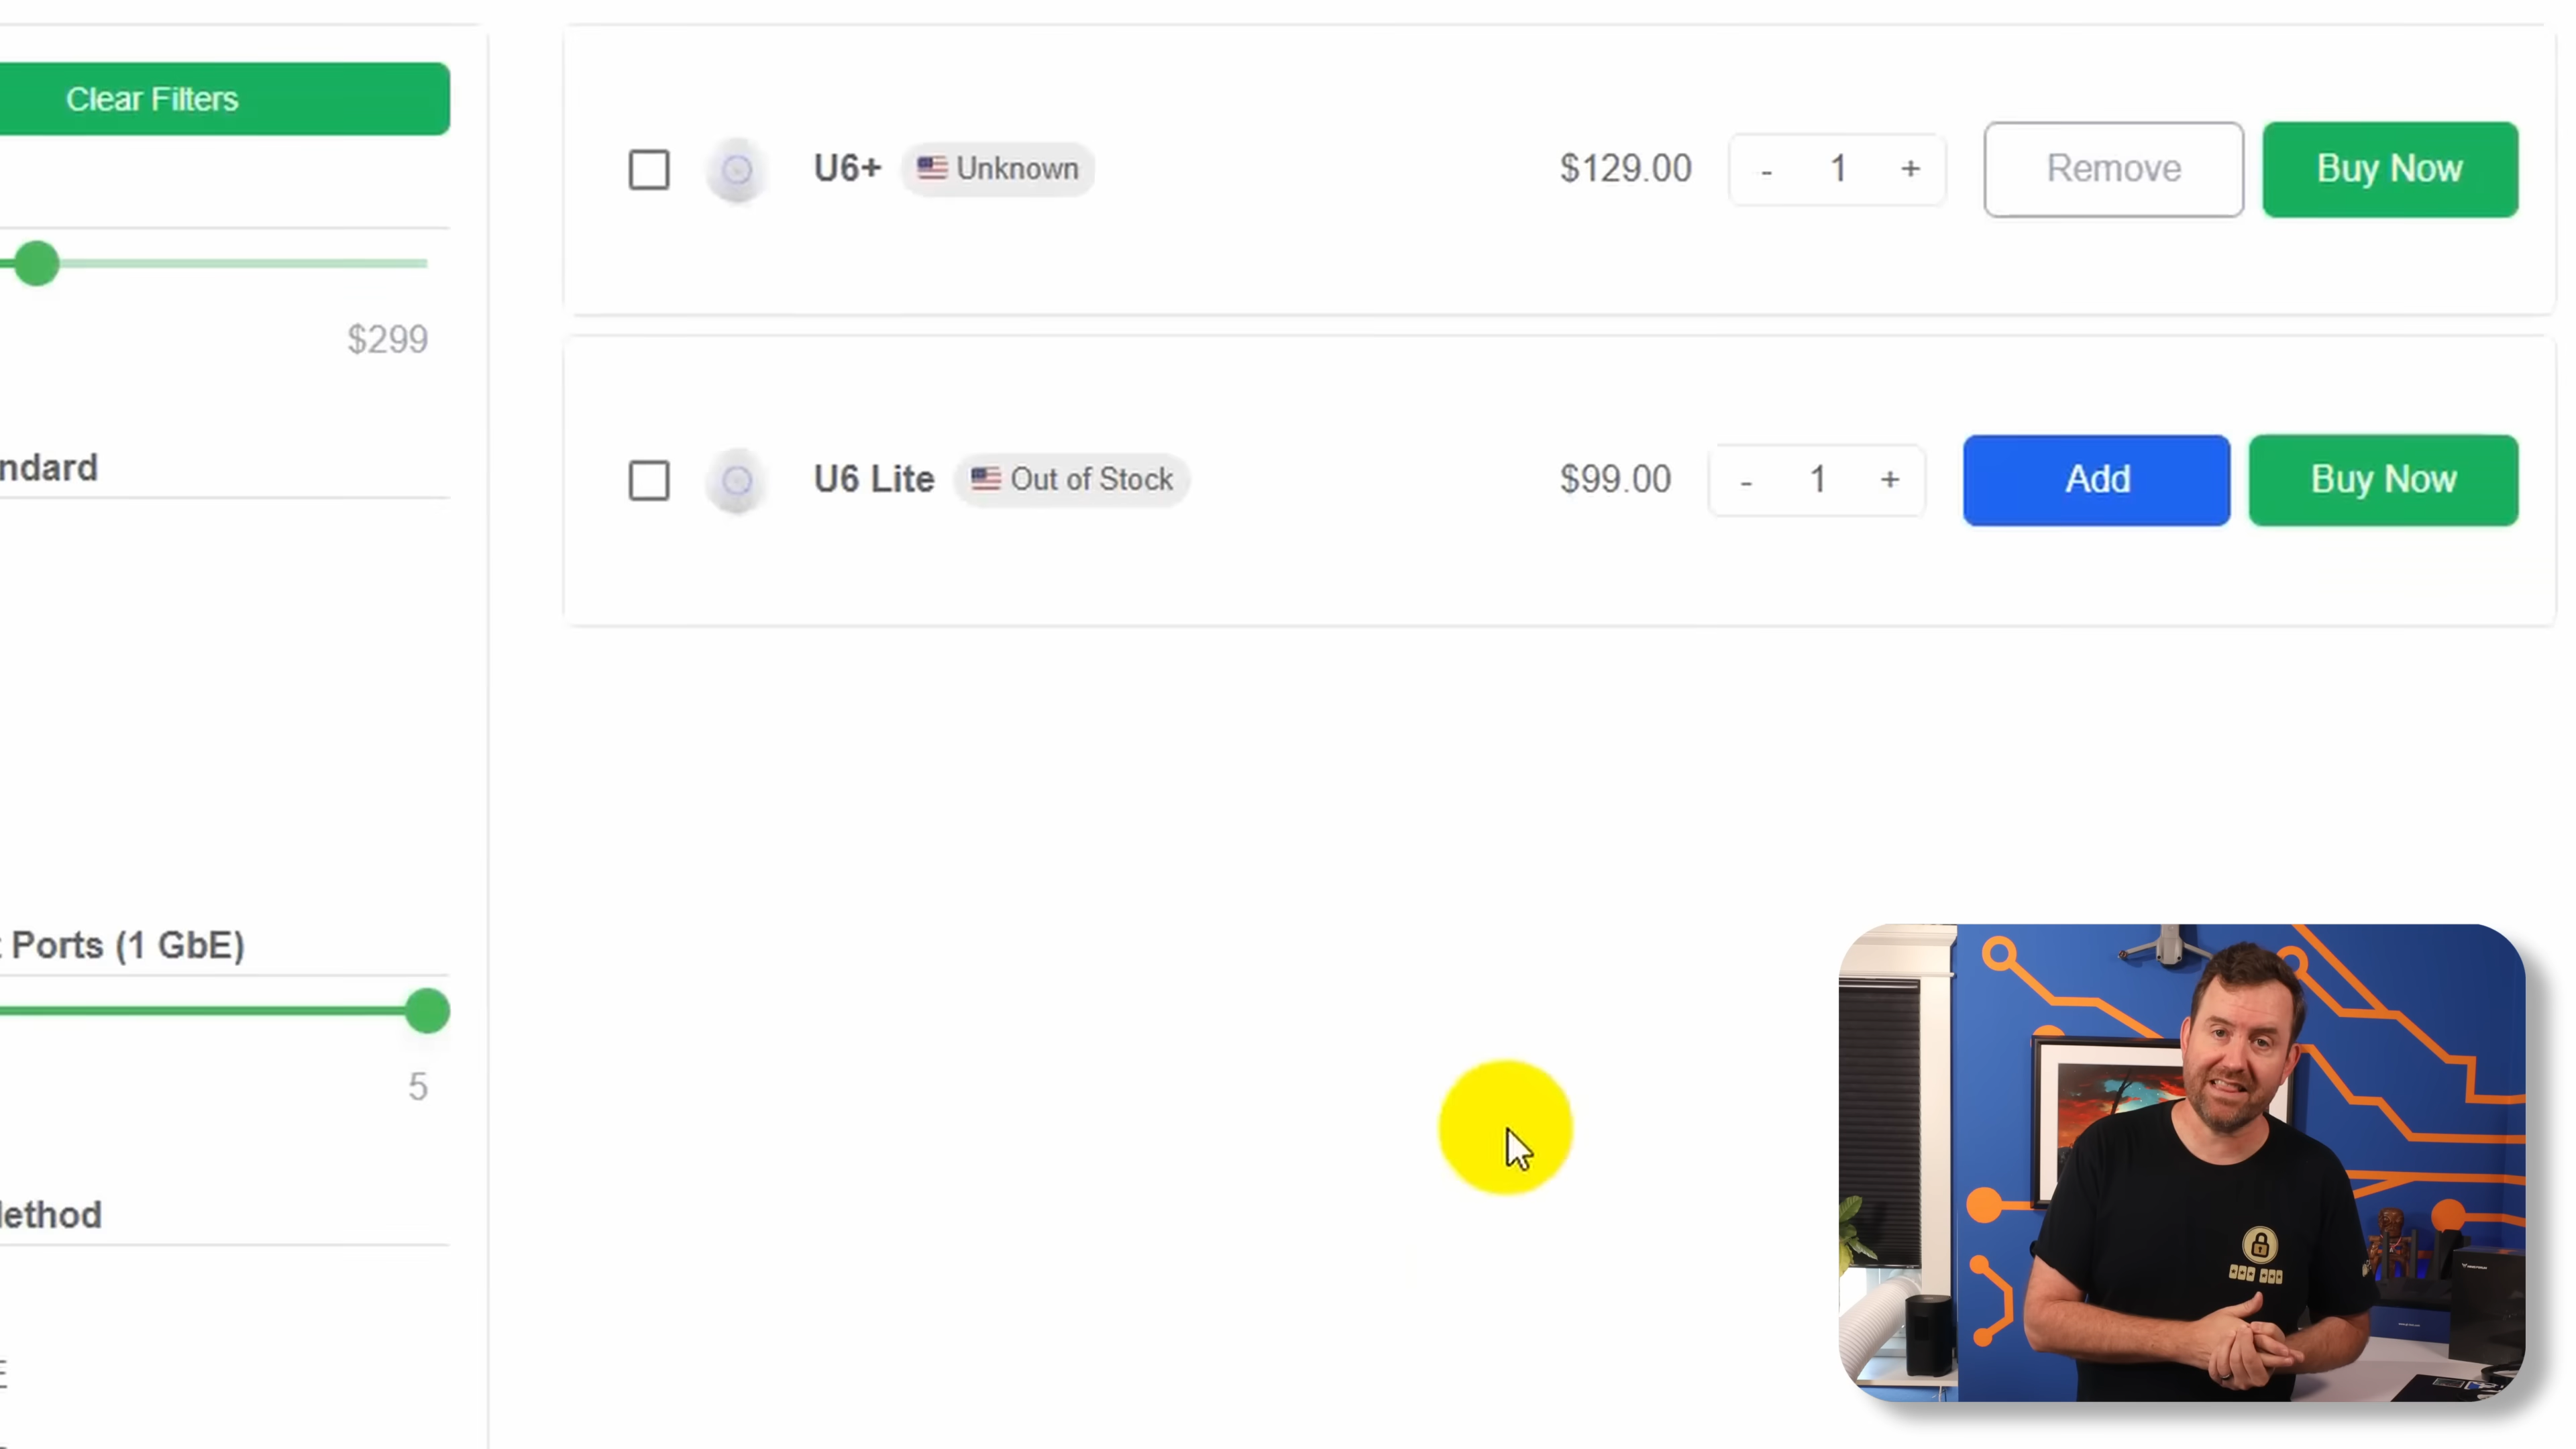 Clear Filters
$299
ndard
Ports (1 GbE)
5
ethod
E
U6+ Unknown $129.00 - 1 + Remove Buy Now
U6 Lite Out of Stock $99.00 - 1 + Add Buy Now